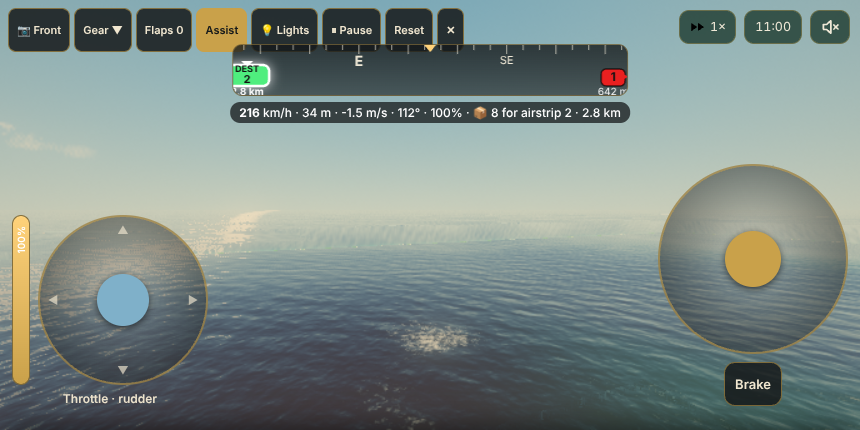 Front
Gear ▼
Flaps 0
Assist
Lights
Pause
Reset
×
1×
11:00
E
SE
DEST
2
1
8 km
642 m
216 km/h · 34 m · -1.5 m/s · 112° · 100% · 8 for airstrip 2 · 2.8 km
100%
Brake
Throttle · rudder